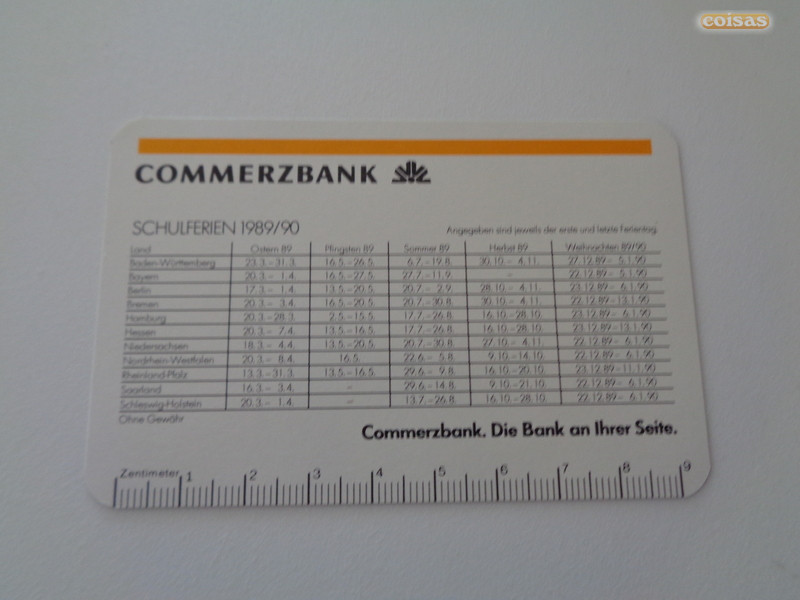 coisas
COMMERZBANK
SCHULFERIEN 1989/90 Angegeben sind jeweils der erste und letzte Ferientag
Land Ostern 89 Pfingsten 89 Sommer 89 Herbst 89 Weihnachten 89/90
Baden-Württemberg 23.3.– 31.3. 16.5.– 26.5. 6.7.– 19.8. 30.10.– 4.11. 27.12.89– 5.1.90
Bayern 20.3.– 1.4. 16.5.– 27.5. 27.7.– 11.9. – 22.12.89– 5.1.90
Berlin 17.3.– 1.4. 13.5.– 20.5. 20.7.– 2.9. 28.10.– 4.11. 23.12.89– 6.1.90
Bremen 20.3.– 3.4. 16.5.– 20.5. 20.7.– 30.8. 30.10.– 4.11. 22.12.89– 13.1.90
Hamburg 20.3.– 28.3. 2.5.– 15.5. 17.7.– 26.8. 16.10.– 28.10. 23.12.89– 6.1.90
Hessen 20.3.– 7.4. 13.5.– 16.5. 17.7.– 26.8. 16.10.– 28.10. 23.12.89– 13.1.90
Niedersachsen 18.3.– 4.4. 13.5.– 20.5. 20.7.– 30.8. 27.10.– 4.11. 22.12.89– 6.1.90
Nordrhein-Westfalen 20.3.– 8.4. 16.5. 22.6.– 5.8. 9.10.– 14.10. 22.12.89– 6.1.90
Rheinland-Pfalz 13.3.– 31.3. 13.5.– 16.5. 29.6.– 9.8. 16.10.– 20.10. 23.12.89– 11.1.90
Saarland 16.3.– 3.4. – 29.6.– 14.8. 9.10.– 21.10. 22.12.89– 6.1.90
Schleswig-Holstein 20.3.– 1.4. – 13.7.– 26.8. 16.10.– 28.10. 22.12.89– 6.1.90
Ohne Gewähr
Commerzbank. Die Bank an Ihrer Seite.
Zentimeter 1 2 3 4 5 6 7 8 9